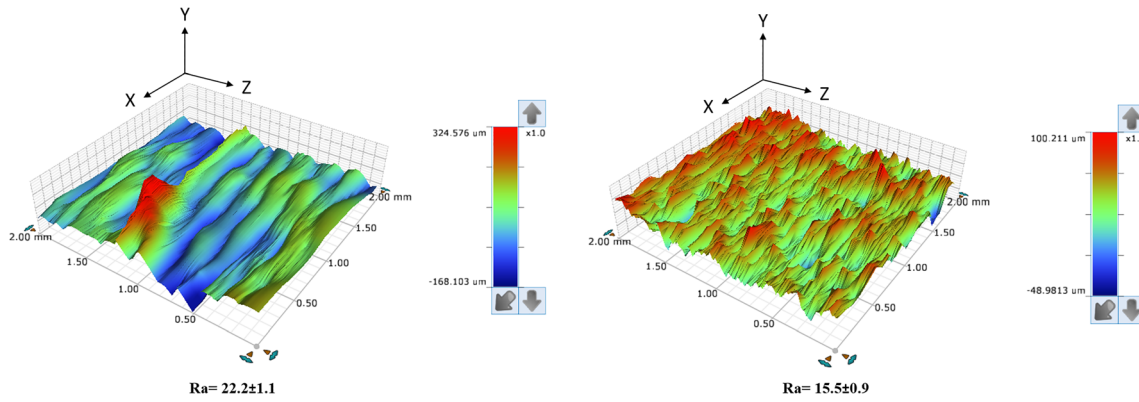 Y
X
Z
324.576 um
x1.0
-168.103 um
2.00 mm
1.50
1.00
0.50
2.00 mm
1.50
1.00
0.50
Ra= 22.2±1.1
Y
X
Z
100.211 um
x1.
-48.9813 um
2.00 mm
1.50
1.00
0.50
2.00 mm
1.50
1.00
0.50
Ra= 15.5±0.9